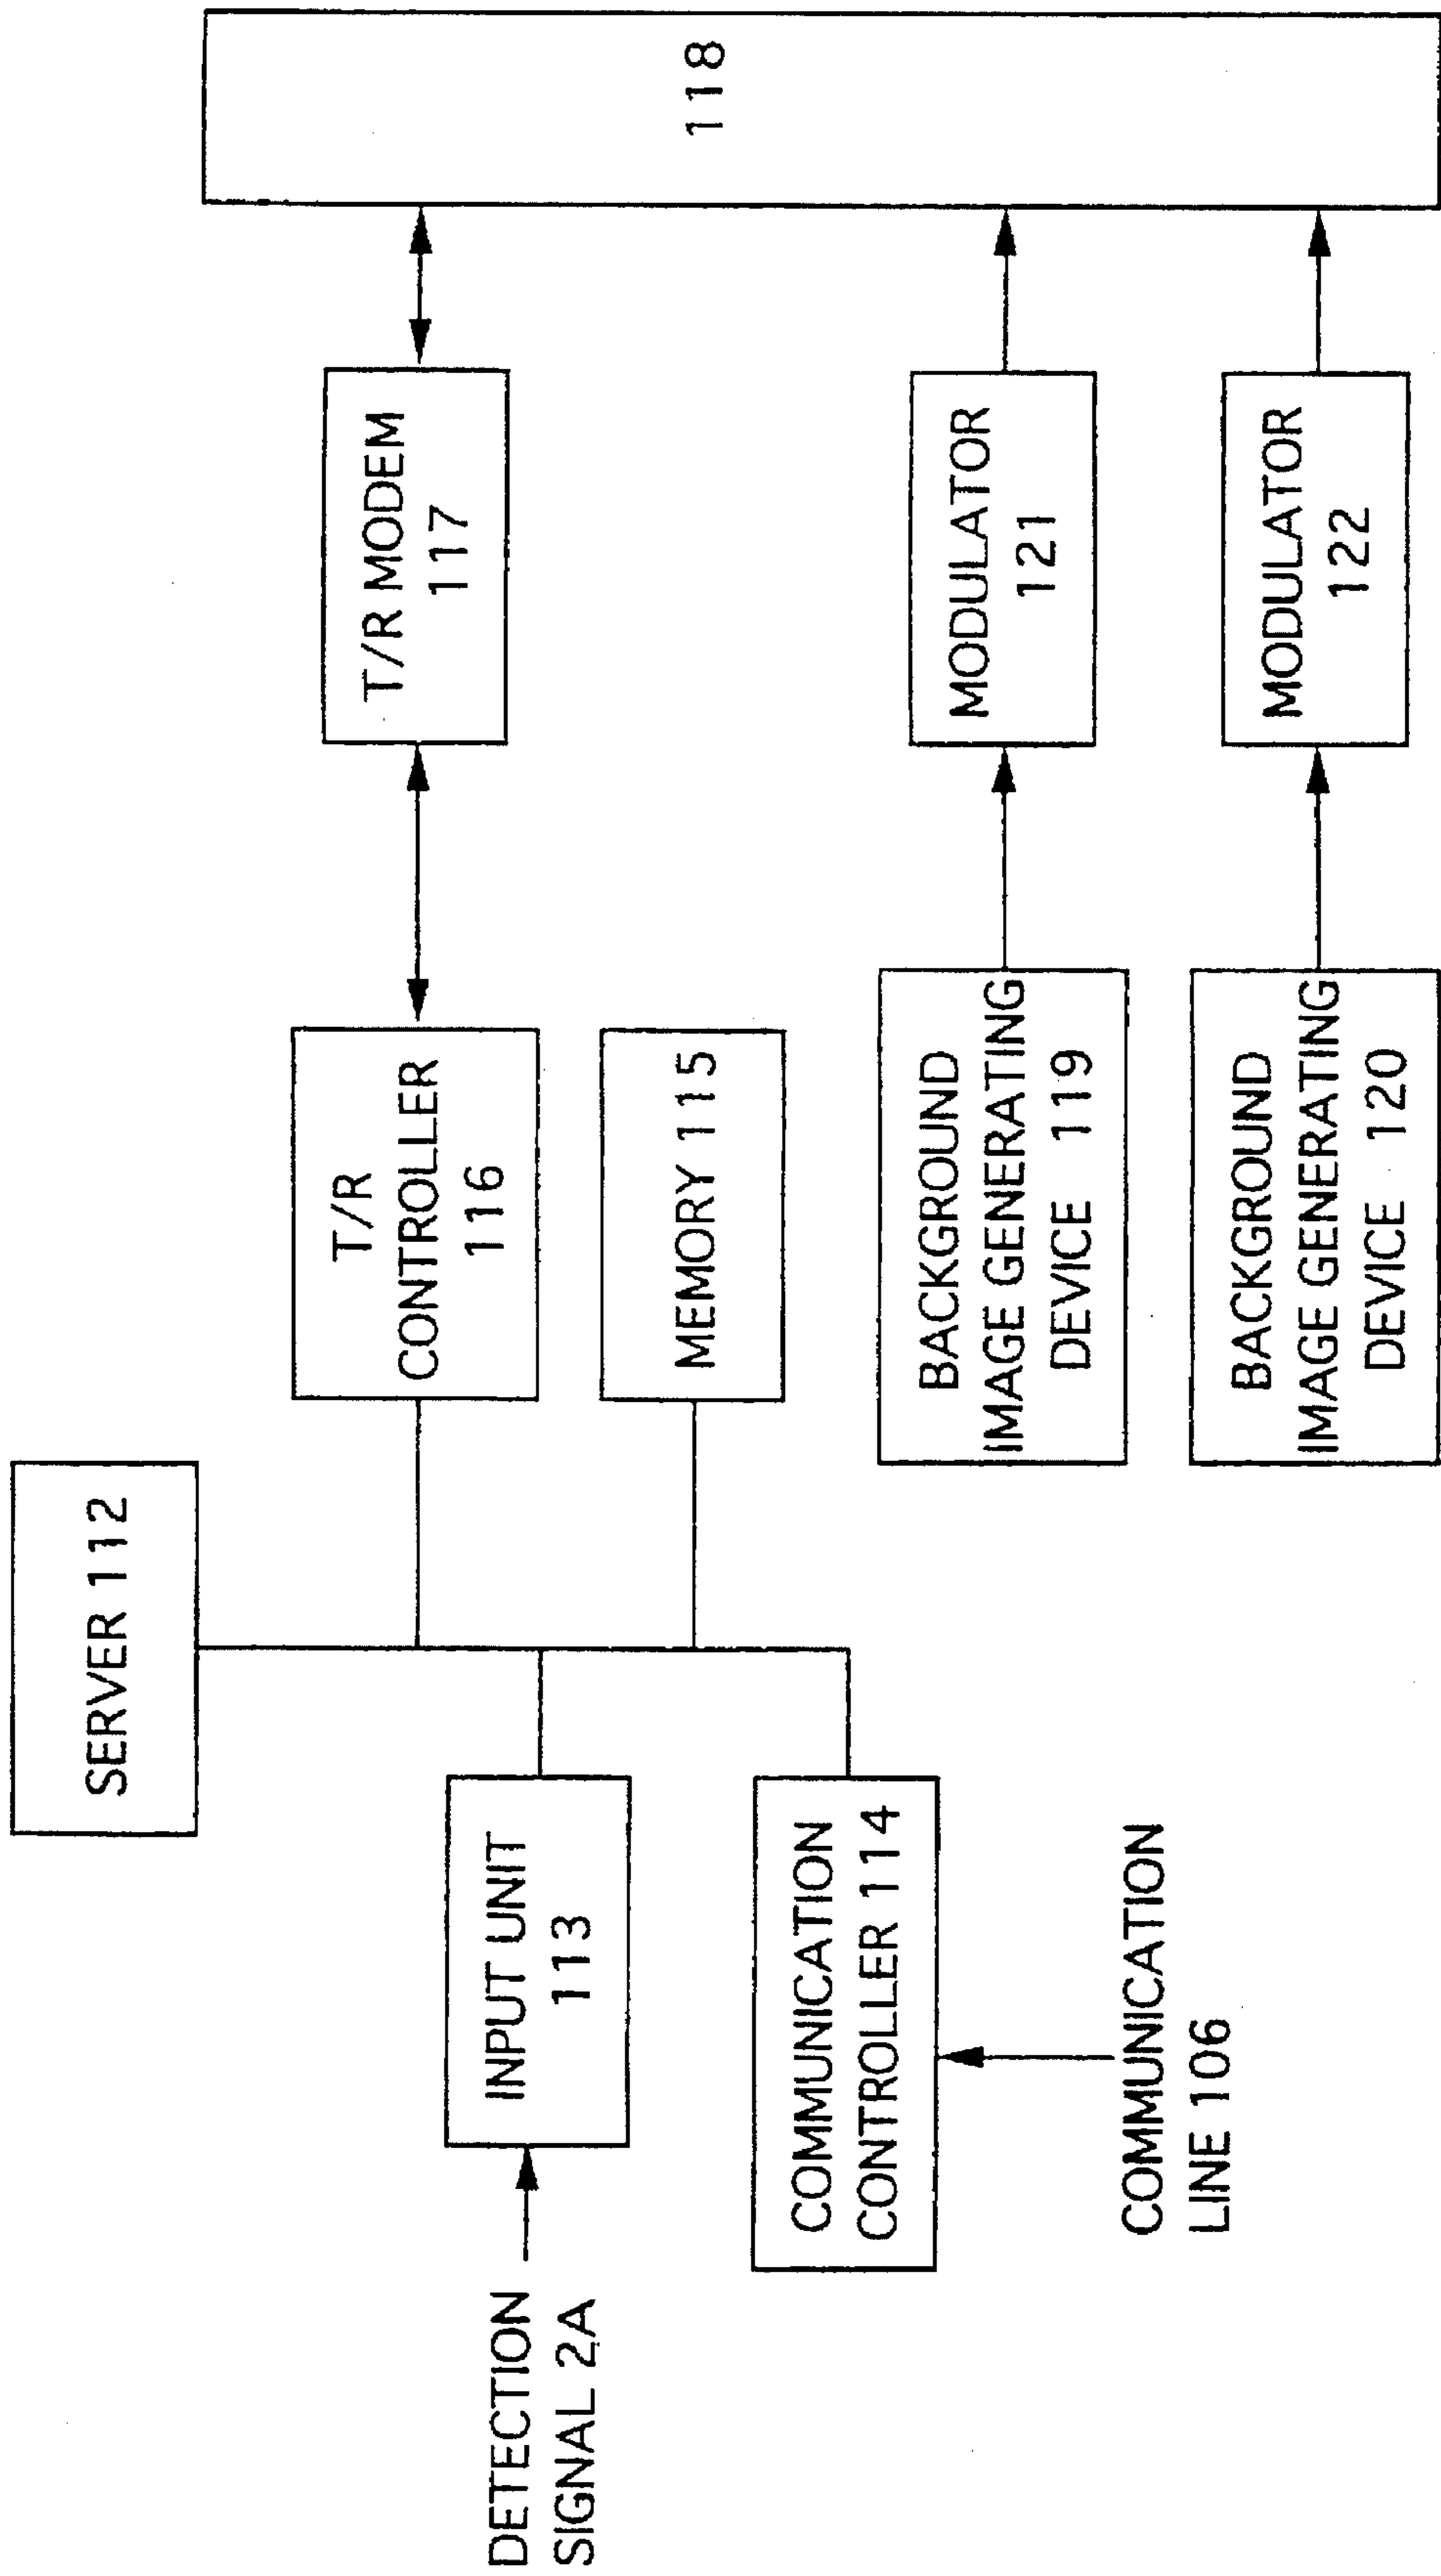 SERVER 112
T/R
CONTROLLER
116
T/R MODEM
117
118
INPUT UNIT
113
DETECTION
SIGNAL 2A
MEMORY 115
COMMUNICATION
CONTROLLER 114
COMMUNICATION
LINE 106
BACKGROUND
IMAGE GENERATING
DEVICE 119
MODULATOR
121
BACKGROUND
IMAGE GENERATING
DEVICE 120
MODULATOR
122